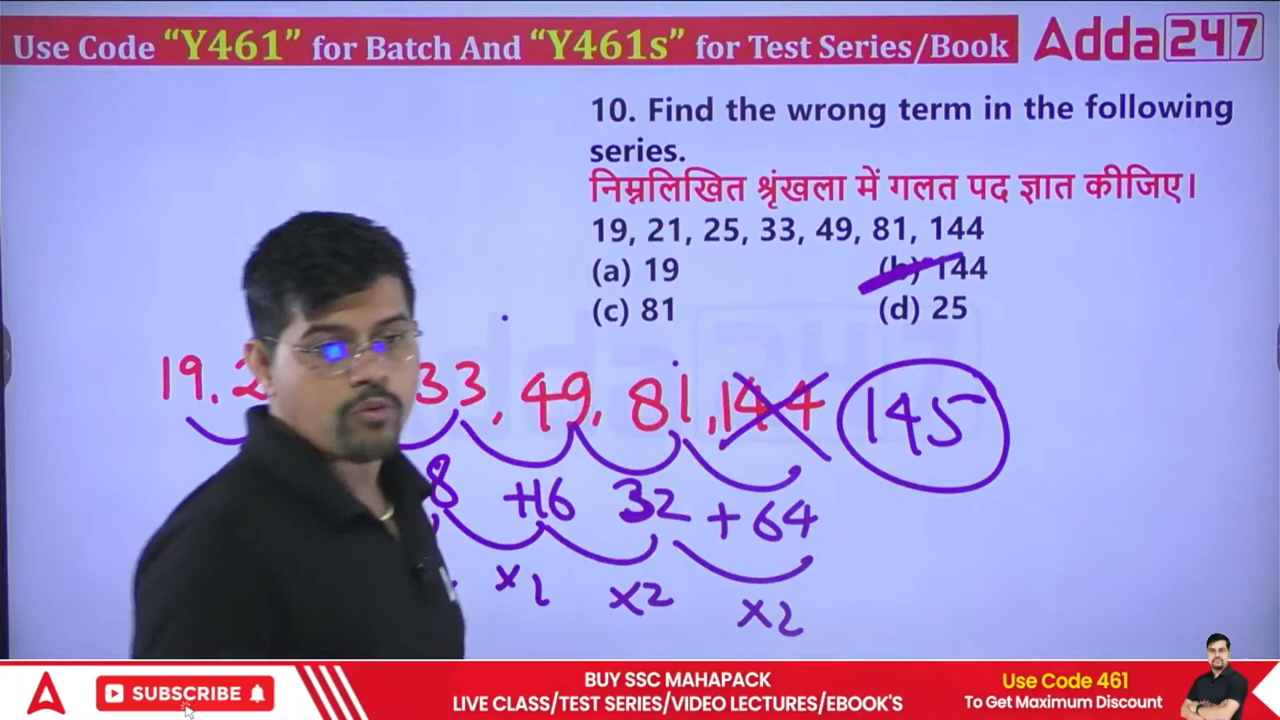 Use Code “Y461” for Batch And “Y461s” for Test Series/Book
Adda247
10. Find the wrong term in the following
series.
निम्नलिखित श्रृंखला में गलत पद ज्ञात कीजिए।
19, 21, 25, 33, 49, 81, 144
(a) 19 (b) 144
(c) 81 (d) 25
19, 2 33, 49, 81, 144 145
8 +16 32 +64
x2 x2 x2
SUBSCRIBE
BUY SSC MAHAPACK
LIVE CLASS/TEST SERIES/VIDEO LECTURES/EBOOK'S
Use Code 461
To Get Maximum Discount